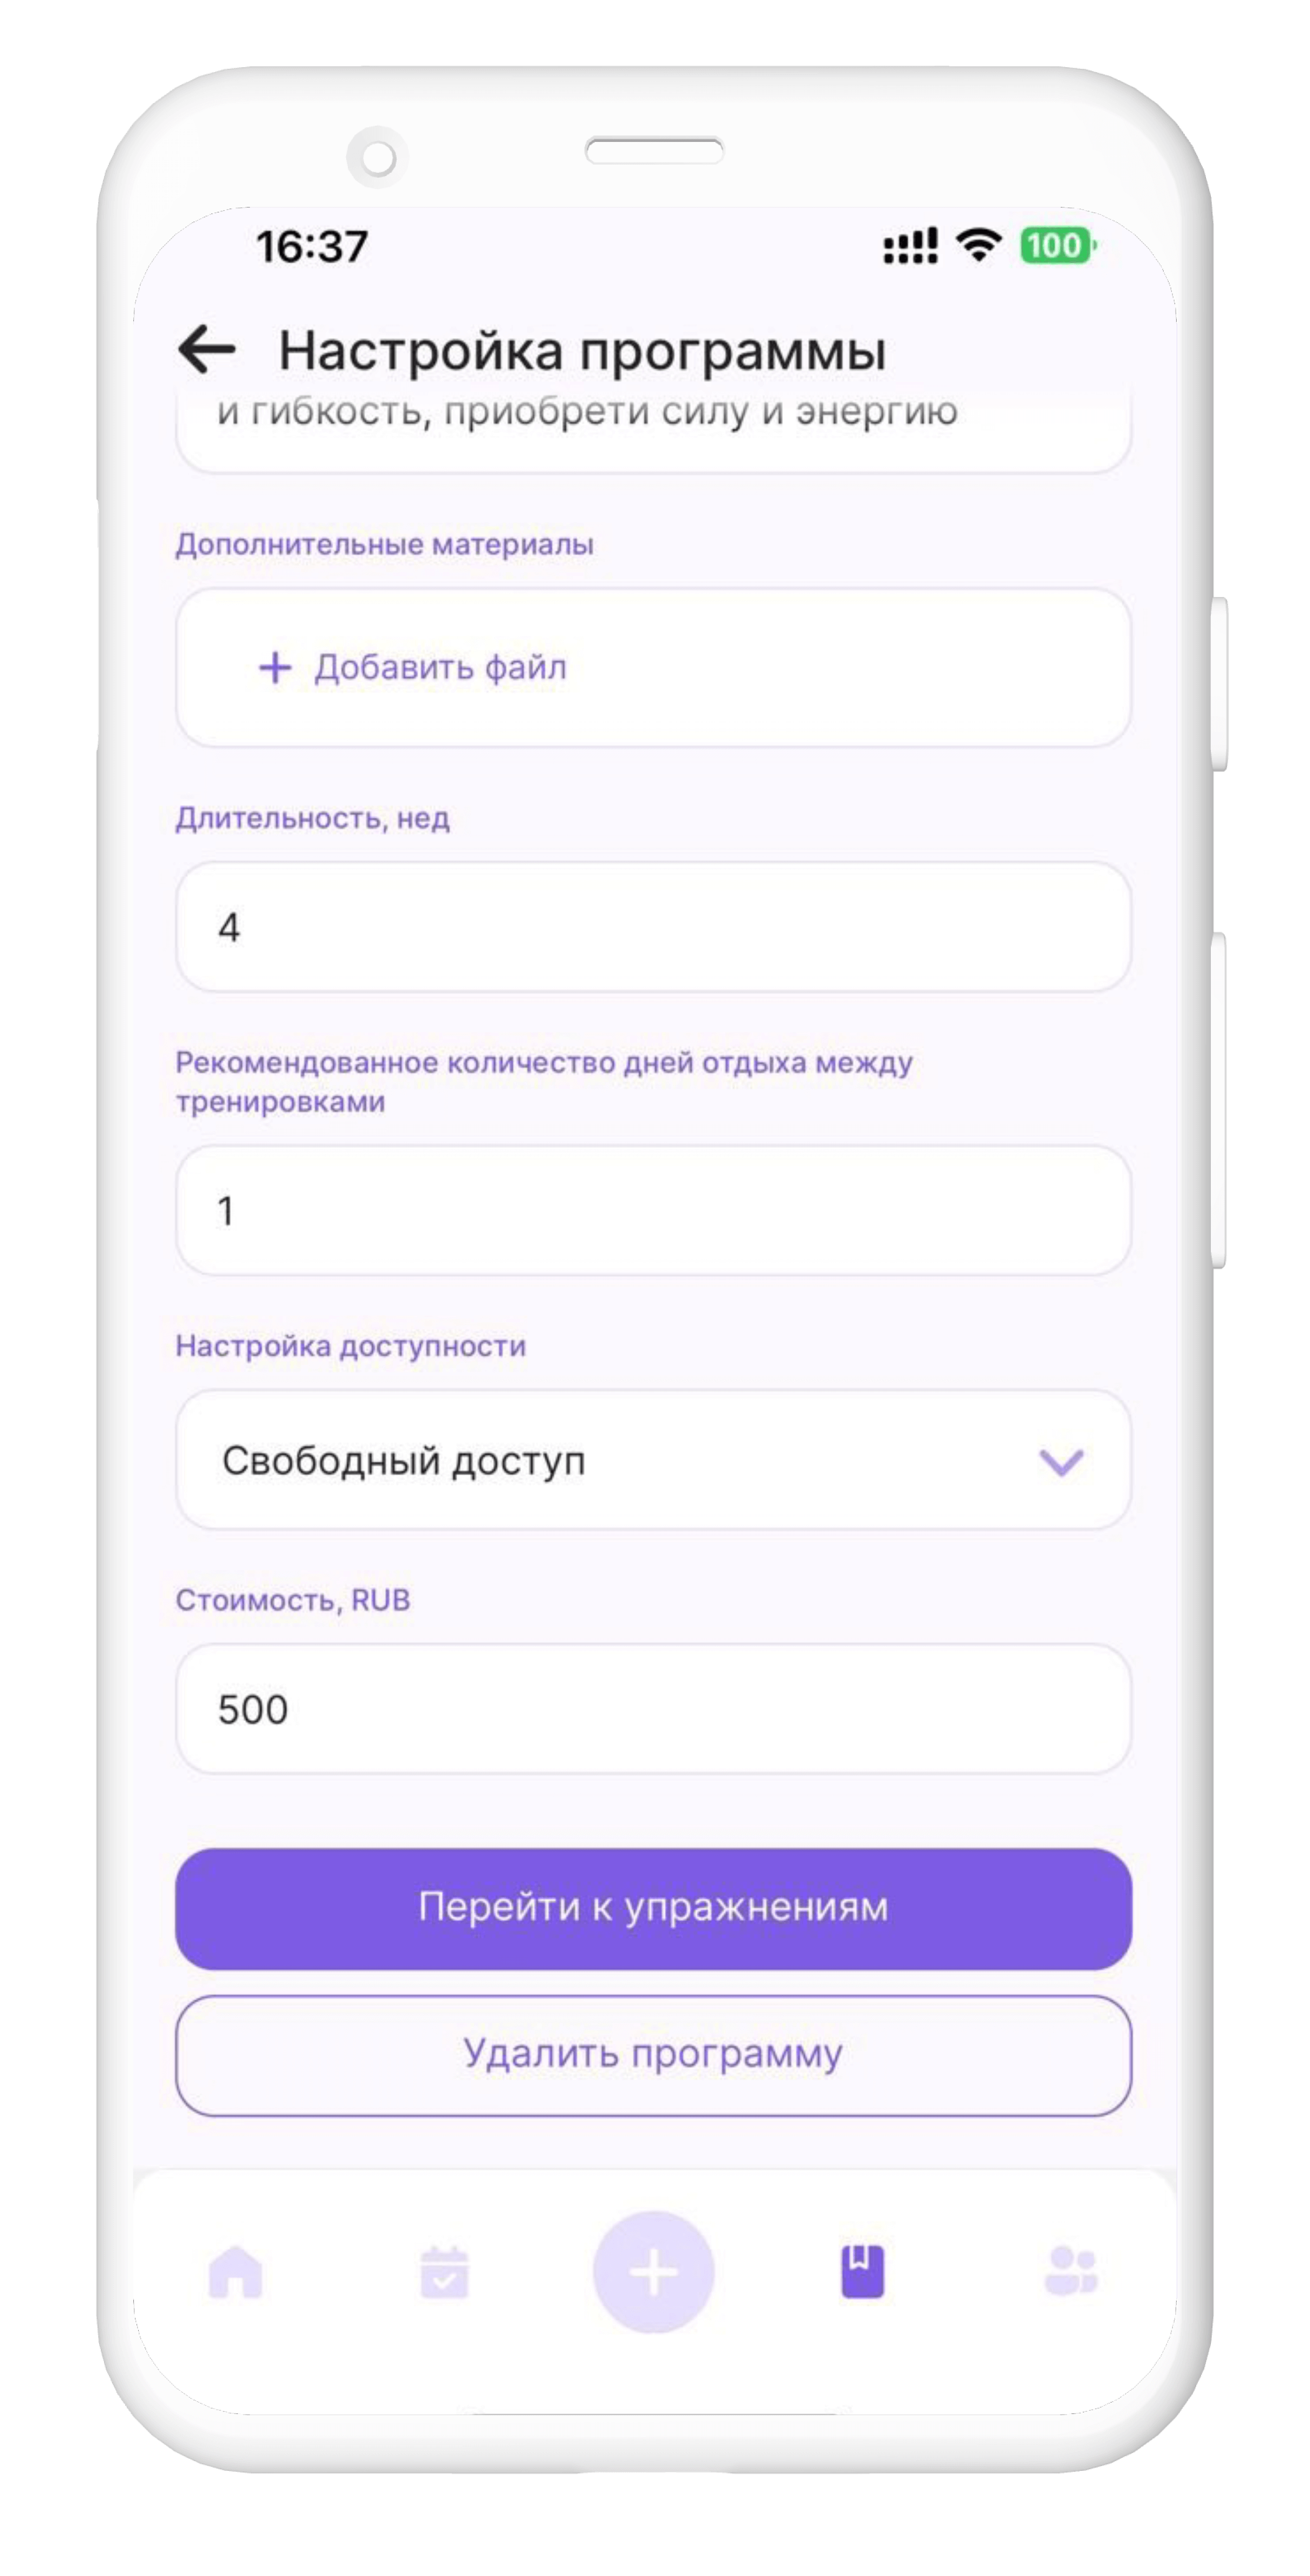 16:37
100
Настройка программы
и гибкость, приобрети силу и энергию
Дополнительные материалы
+ Добавить файл
Длительность, нед
4
Рекомендованное количество дней отдыха между
тренировками
1
Настройка доступности
Свободный доступ
Стоимость, RUB
500
Перейти к упражнениям
Удалить программу